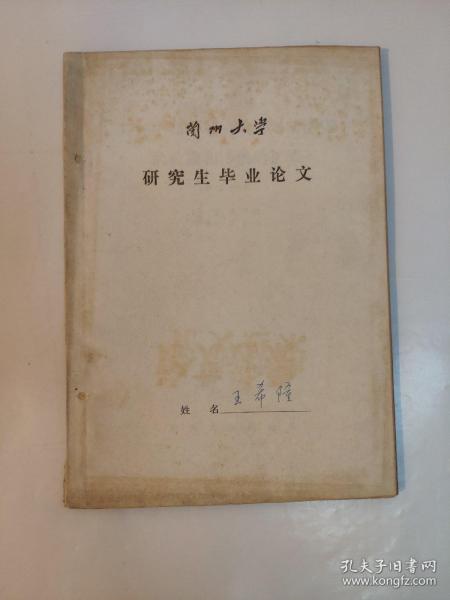 蘭州大学
研究生毕业论文
姓 名 王希隆
孔夫子旧书网
www.kongfz.com